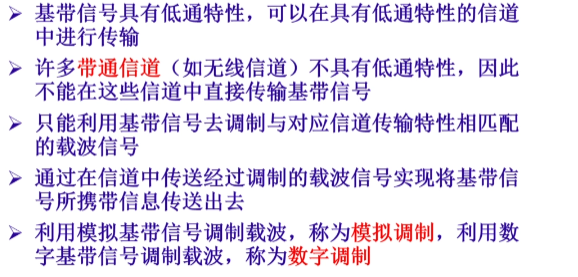 ➢ 基带信号具有低通特性，可以在具有低通特性的信道
中进行传输
➢ 许多带通信道（如无线信道）不具有低通特性，因此
不能在这些信道中直接传输基带信号
➢ 只能利用基带信号去调制与对应信道传输特性相匹配
的载波信号
➢ 通过在信道中传送经过调制的载波信号实现将基带信
号所携带信息传送出去
➢ 利用模拟基带信号调制载波，称为模拟调制，利用数
字基带信号调制载波，称为数字调制